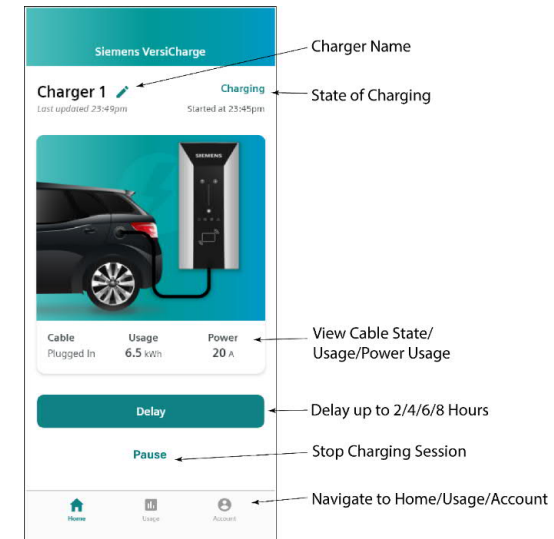 Siemens VersiCharge
Charger Name
Charger 1
Charging
Last updated 23:49pm
Started at 23:45pm
State of Charging
SIEMENS
Cable
Usage
Power
Plugged In
6.5 kWh
20 A
View Cable State/
Usage/Power Usage
Delay
Delay up to 2/4/6/8 Hours
Pause
Stop Charging Session
Home
Usage
Account
Navigate to Home/Usage/Account